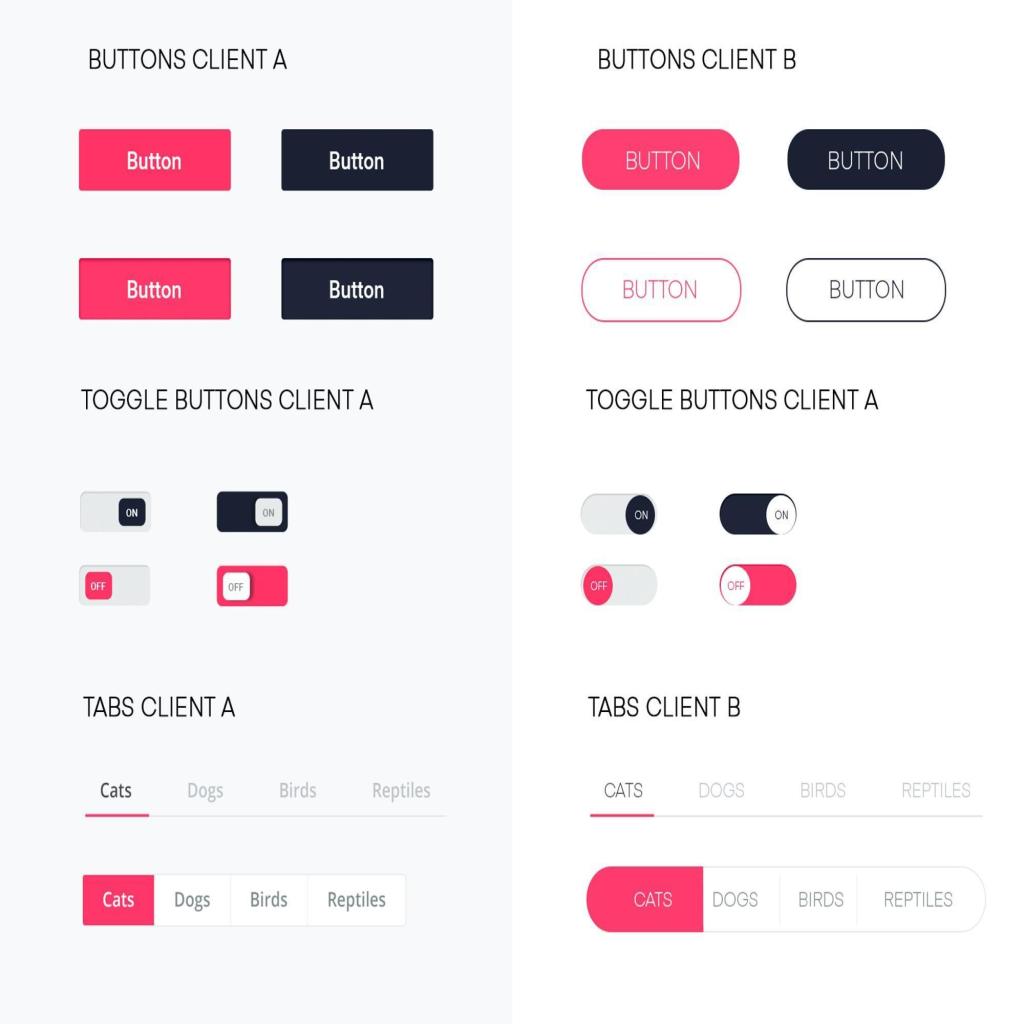 BUTTONS CLIENT A
Button Button
Button Button
TOGGLE BUTTONS CLIENT A
ON ON
OFF OFF
TABS CLIENT A
Cats Dogs Birds Reptiles
Cats Dogs Birds Reptiles
BUTTONS CLIENT B
BUTTON BUTTON
BUTTON BUTTON
TOGGLE BUTTONS CLIENT A
ON ON
OFF OFF
TABS CLIENT B
CATS DOGS BIRDS REPTILES
CATS DOGS BIRDS REPTILES